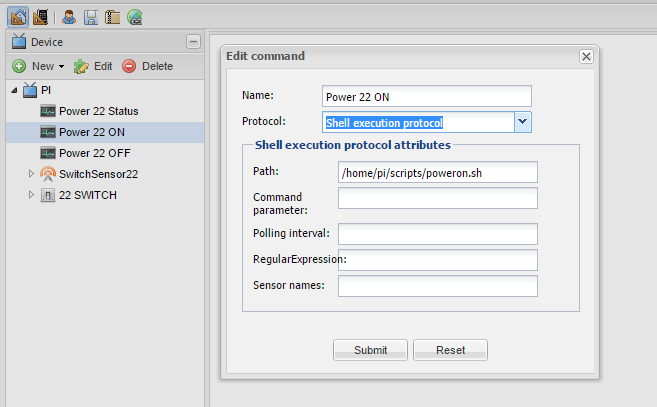 Device
New
Edit
Delete
PI
Power 22 Status
Power 22 ON
Power 22 OFF
SwitchSensor22
22 SWITCH
Edit command
Name:
Power 22 ON
Protocol:
Shell execution protocol
Shell execution protocol attributes
Path:
/home/pi/scripts/poweron.sh
Command
parameter:
Polling interval:
RegularExpression:
Sensor names:
Submit
Reset